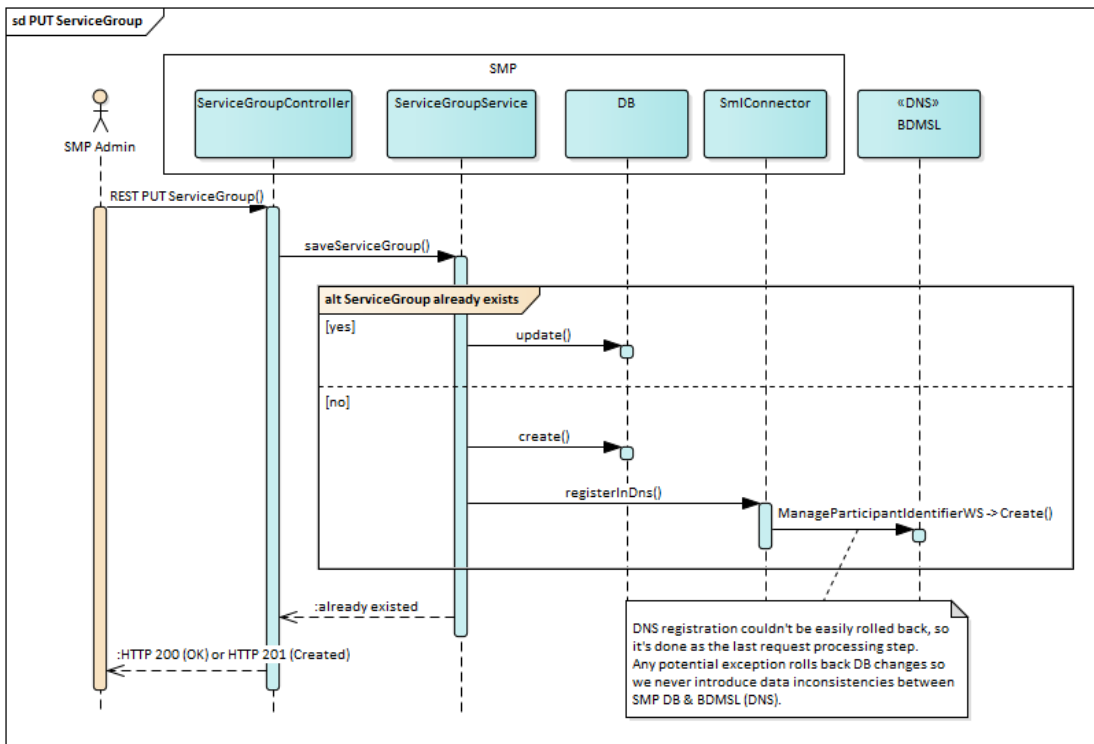 sd PUT ServiceGroup
SMP
ServiceGroupController
ServiceGroupService
DB
SmlConnector
«DNS»
BDMSL
SMP Admin
REST PUT ServiceGroup()
saveServiceGroup()
alt ServiceGroup already exists
[yes]
update()
[no]
create()
registerInDns()
ManageParticipantIdentifierWS -> Create()
:already existed
:HTTP 200 (OK) or HTTP 201 (Created)
DNS registration couldn't be easily rolled back, so
it's done as the last request processing step.
Any potential exception rolls back DB changes so
we never introduce data inconsistencies between
SMP DB & BDMSL (DNS).